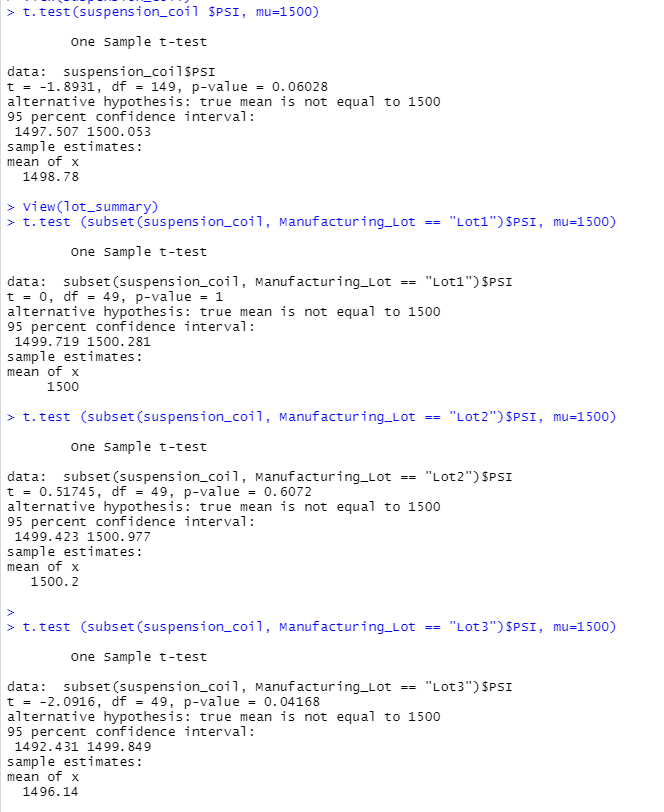 > t.test(suspension_coil $PSI, mu=1500)
One Sample t-test
data:  suspension_coil$PSI
t = -1.8931, df = 149, p-value = 0.06028
alternative hypothesis: true mean is not equal to 1500
95 percent confidence interval:
1497.507 1500.053
sample estimates:
mean of x
1498.78
> View(lot_summary)
> t.test (subset(suspension_coil, Manufacturing_Lot == "Lot1")$PSI, mu=1500)
One Sample t-test
data:  subset(suspension_coil, Manufacturing_Lot == "Lot1")$PSI
t = 0, df = 49, p-value = 1
alternative hypothesis: true mean is not equal to 1500
95 percent confidence interval:
1499.719 1500.281
sample estimates:
mean of x
1500
> t.test (subset(suspension_coil, Manufacturing_Lot == "Lot2")$PSI, mu=1500)
One Sample t-test
data:  subset(suspension_coil, Manufacturing_Lot == "Lot2")$PSI
t = 0.51745, df = 49, p-value = 0.6072
alternative hypothesis: true mean is not equal to 1500
95 percent confidence interval:
1499.423 1500.977
sample estimates:
mean of x
1500.2
>
> t.test (subset(suspension_coil, Manufacturing_Lot == "Lot3")$PSI, mu=1500)
One Sample t-test
data:  subset(suspension_coil, Manufacturing_Lot == "Lot3")$PSI
t = -2.0916, df = 49, p-value = 0.04168
alternative hypothesis: true mean is not equal to 1500
95 percent confidence interval:
1492.431 1499.849
sample estimates:
mean of x
1496.14